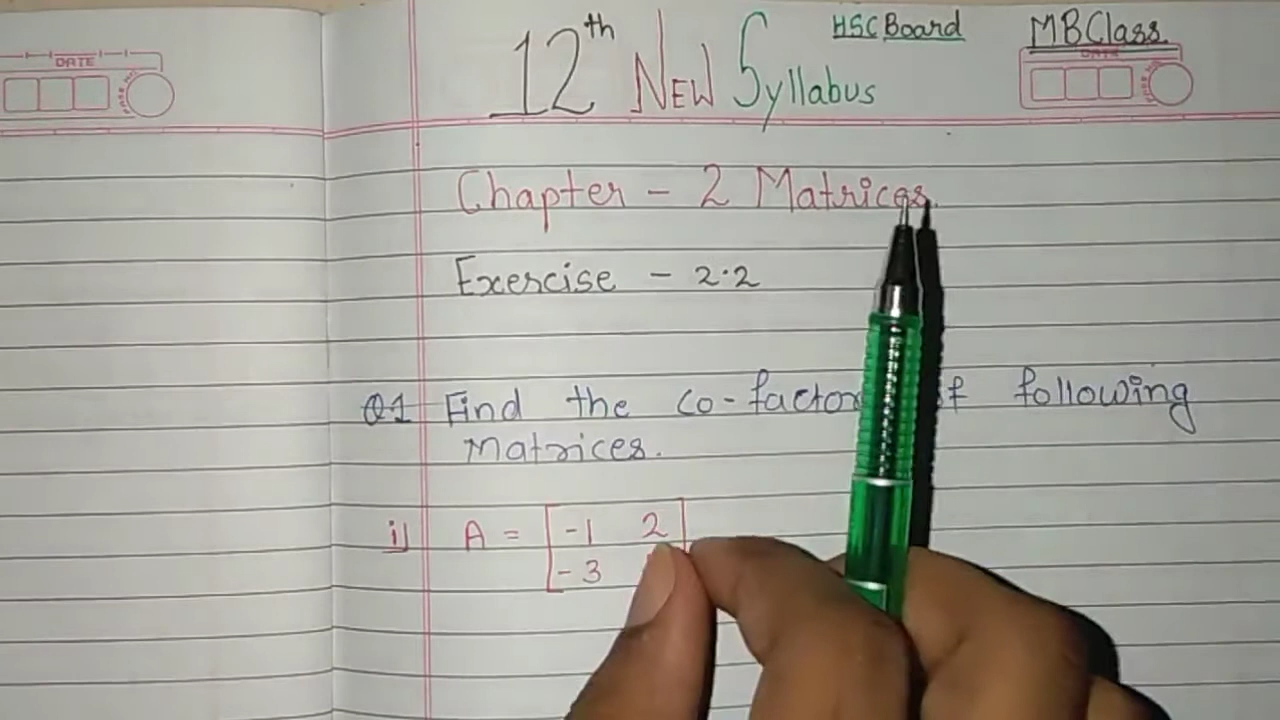 HSC Board
MBClass
12th New Syllabus
DATE
DATE
Chapter - 2 Matrices.
Exercise - 2.2
Q1 Find the co-factor of following
Matrices.
i) A = [-1 2
-3